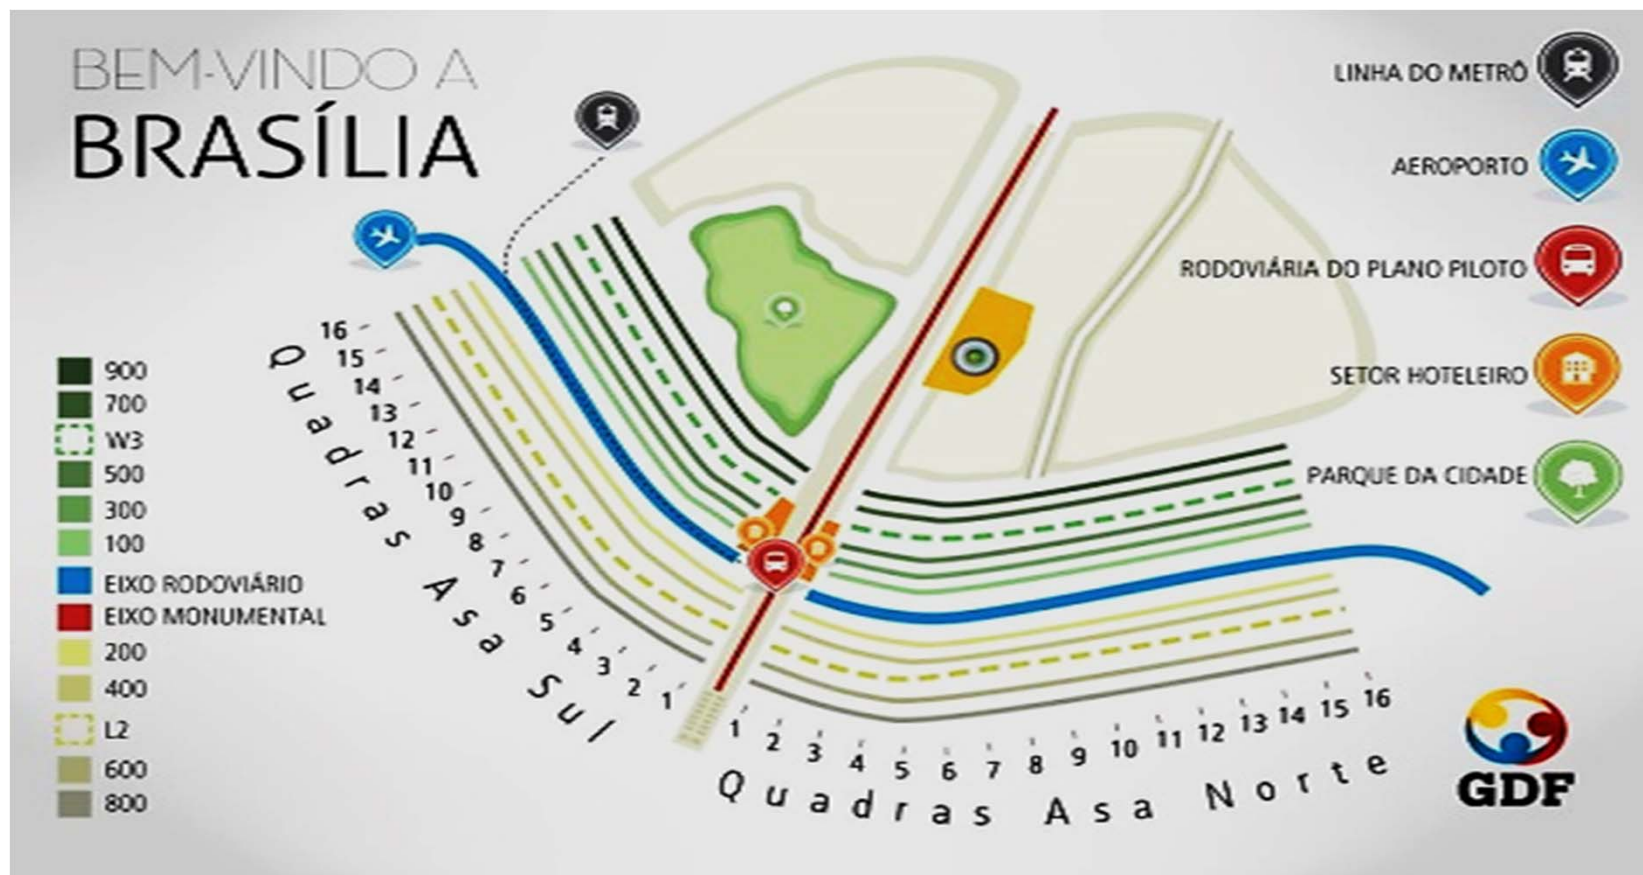 BEM-VINDO A
BRASÍLIA
LINHA DO METRÔ
AEROPORTO
RODOVIÁRIA DO PLANO PILOTO
SETOR HOTELEIRO
PARQUE DA CIDADE
900
700
W3
500
300
100
EIXO RODOVIÁRIO
EIXO MONUMENTAL
200
400
L2
600
800
16
15
14
13
12
11
10
9
8
7
6
5
4
3
2
1
Quadras Asa Sul
1 2 3 4 5 6 7 8 9 10 11 12 13 14 15 16
Quadras Asa Norte
GDF